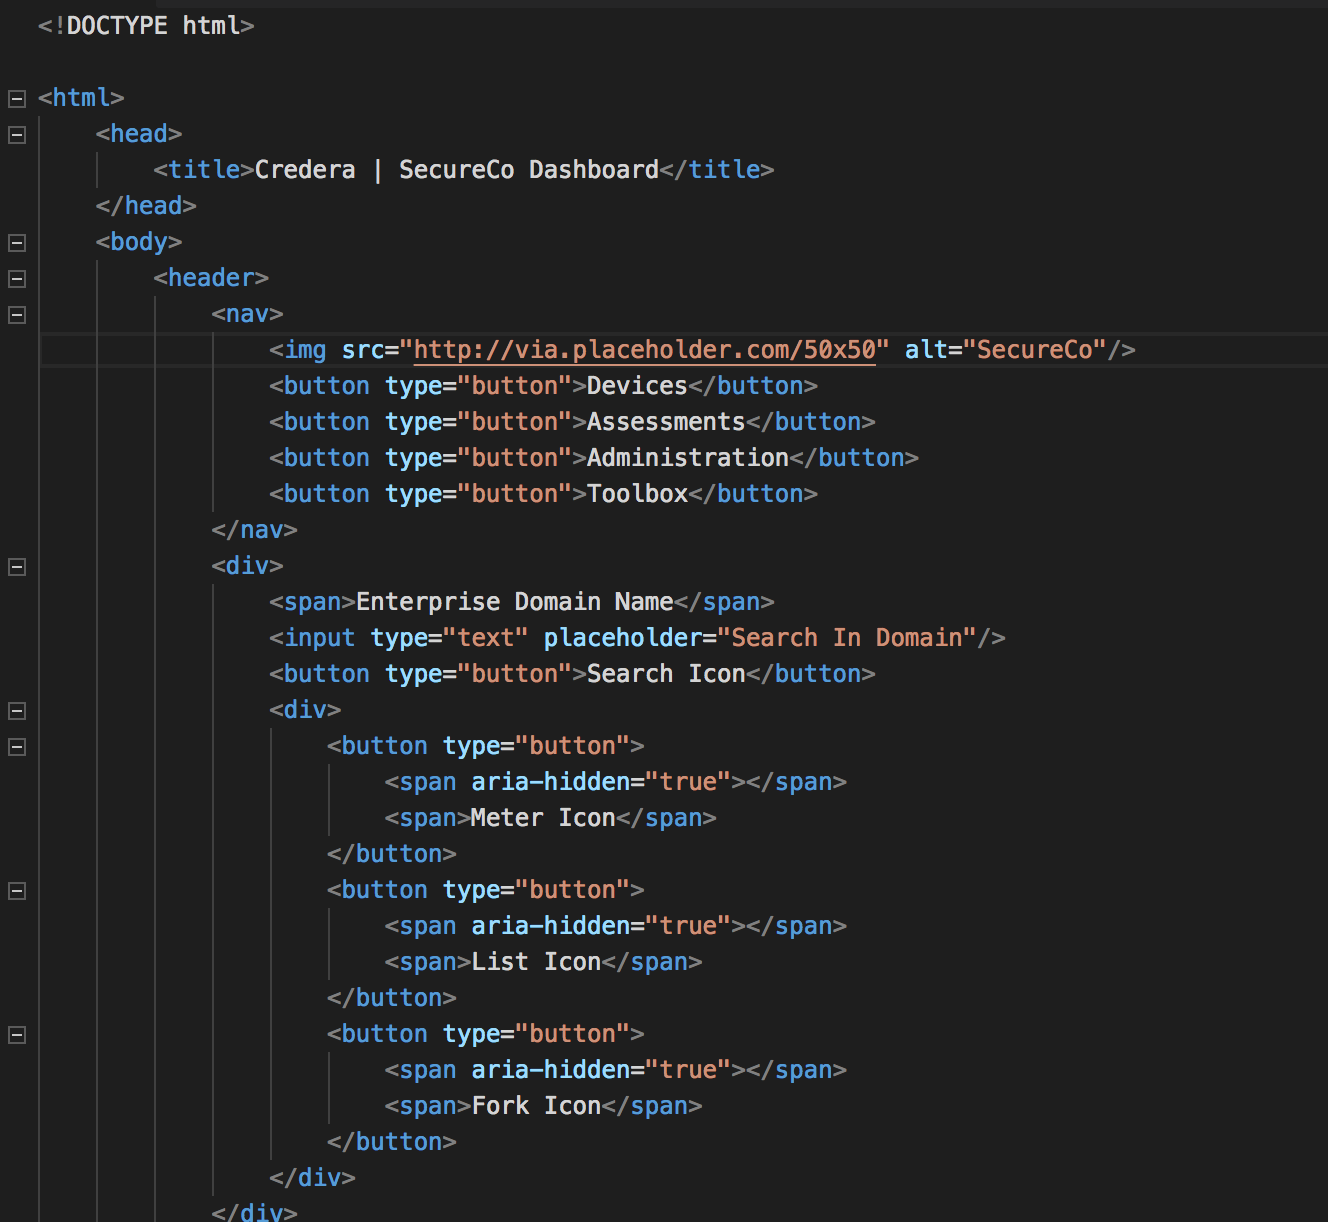 <!DOCTYPE html>
<html>
<head>
<title>Credera | SecureCo Dashboard</title>
</head>
<body>
<header>
<nav>
<img src="http://via.placeholder.com/50x50" alt="SecureCo"/>
<button type="button">Devices</button>
<button type="button">Assessments</button>
<button type="button">Administration</button>
<button type="button">Toolbox</button>
</nav>
<div>
<span>Enterprise Domain Name</span>
<input type="text" placeholder="Search In Domain"/>
<button type="button">Search Icon</button>
<div>
<button type="button">
<span aria-hidden="true"></span>
<span>Meter Icon</span>
</button>
<button type="button">
<span aria-hidden="true"></span>
<span>List Icon</span>
</button>
<button type="button">
<span aria-hidden="true"></span>
<span>Fork Icon</span>
</button>
</div>
</div>